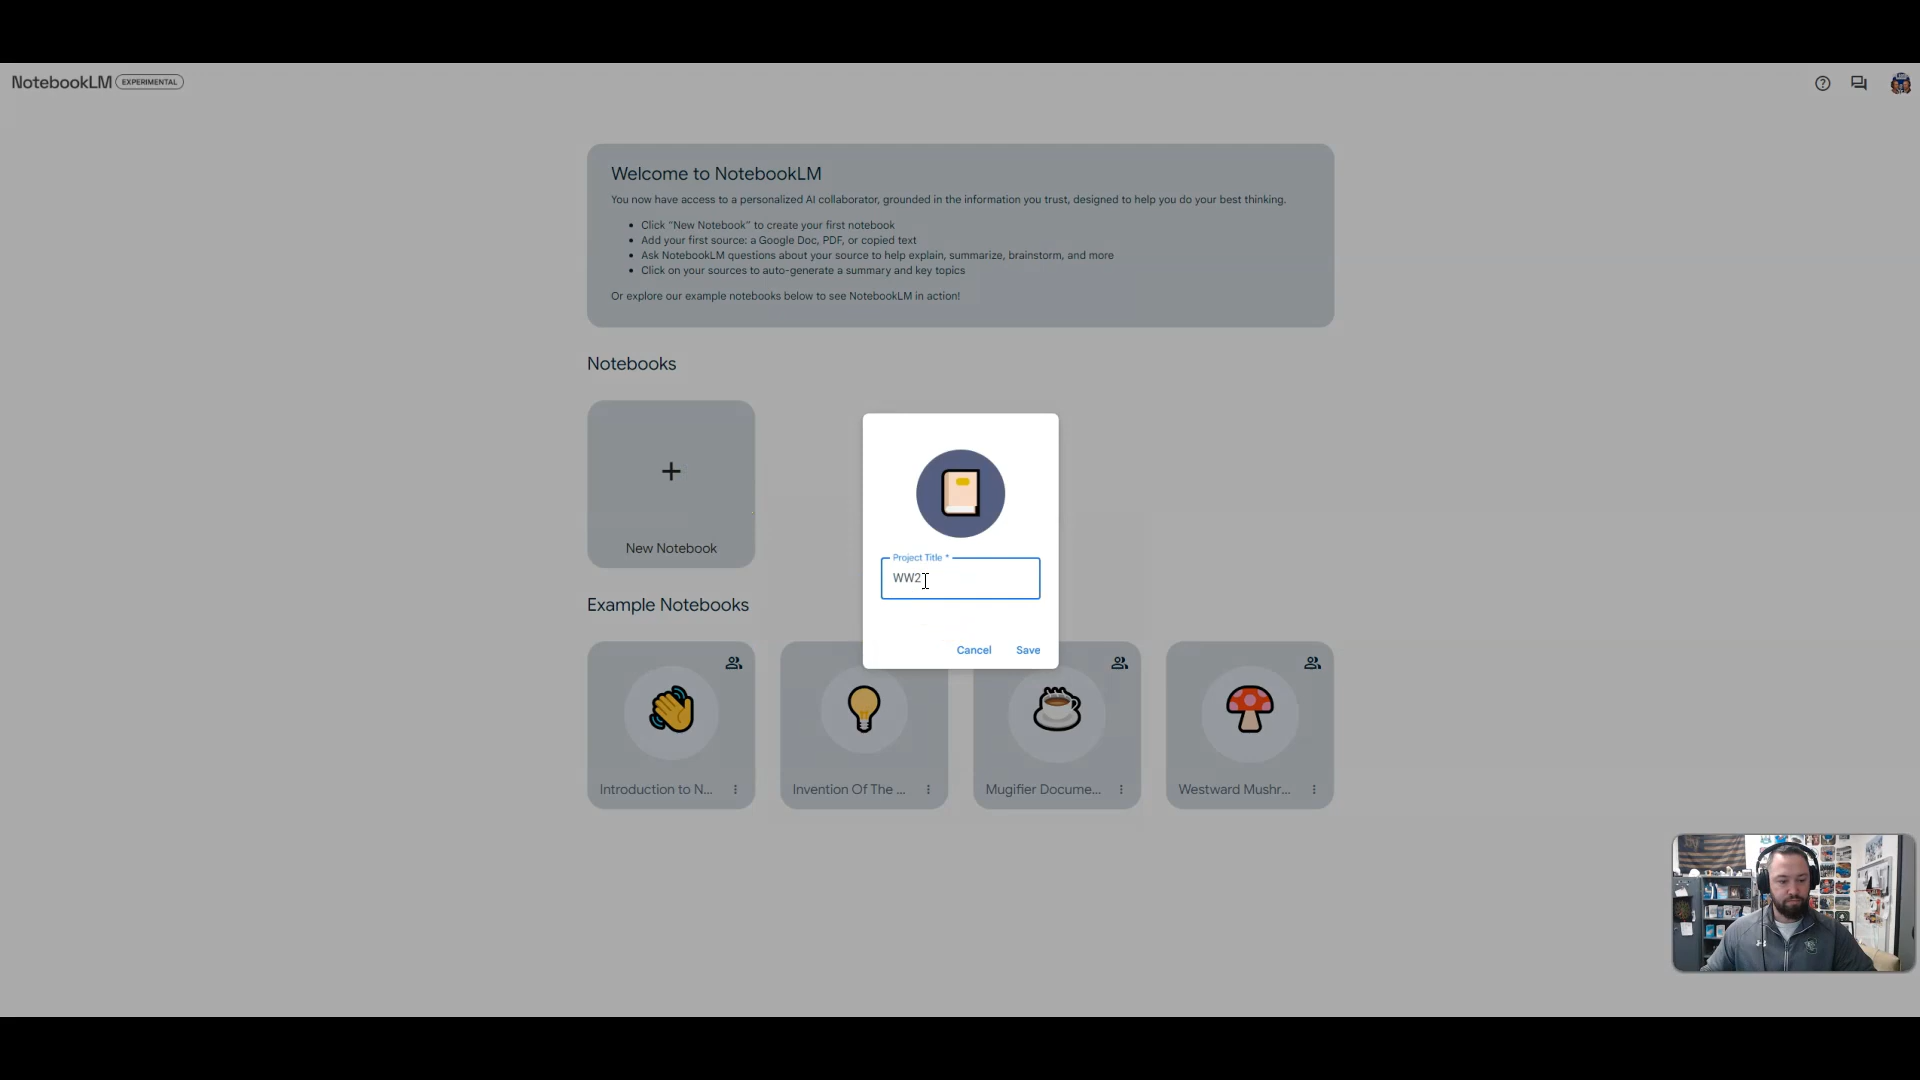 NotebookLM EXPERIMENTAL
Welcome to NotebookLM
You now have access to a personalized AI collaborator, grounded in the information you trust, designed to help you do your best thinking.
• Click “New Notebook” to create your first notebook
• Add your first source: a Google Doc, PDF, or copied text
• Ask NotebookLM questions about your source to help explain, summarize, brainstorm, and more
• Click on your sources to auto-generate a summary and key topics
Or explore our example notebooks below to see NotebookLM in action!
Notebooks
New Notebook
Project Title *
WW2
Cancel Save
Example Notebooks
Introduction to N...
Invention Of The ...
Mugifier Docume...
Westward Mushr...